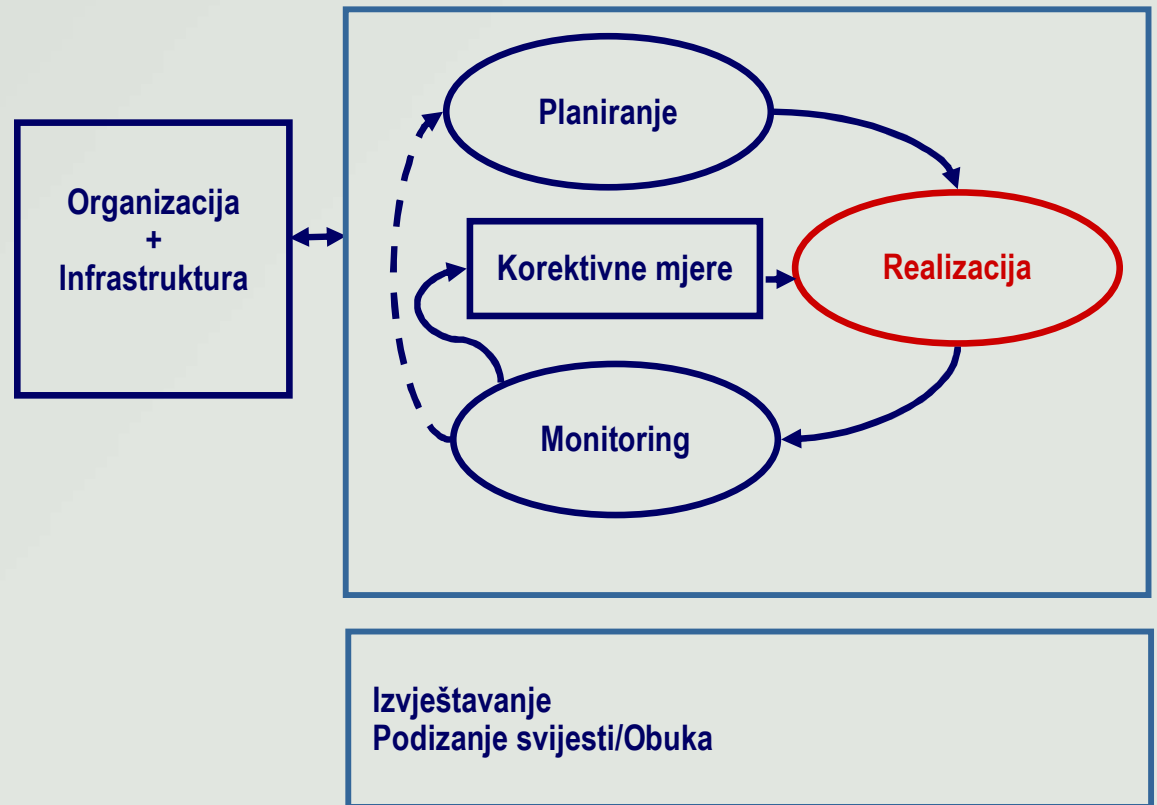 Planiranje
Organizacija
+
Infrastruktura
Korektivne mjere
Realizacija
Monitoring
Izvještavanje
Podizanje svijesti/Obuka